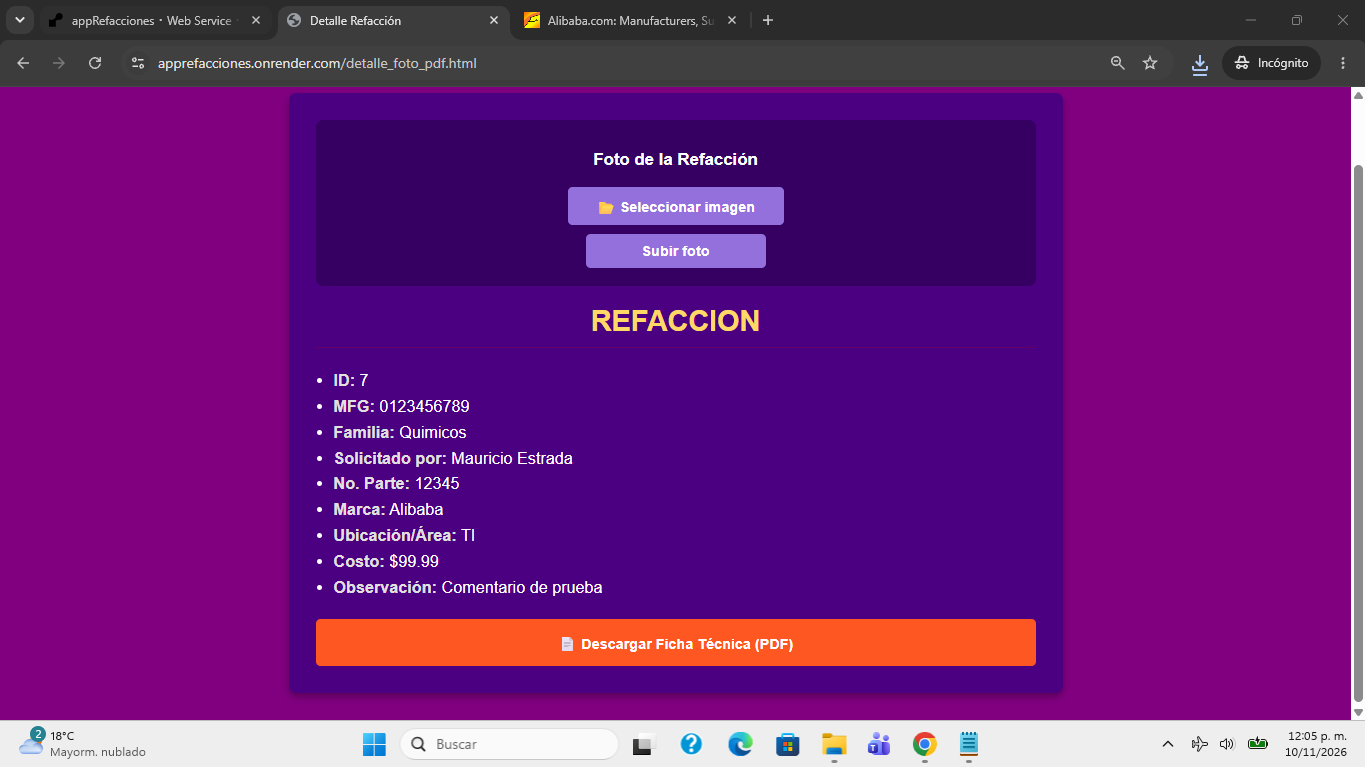 appRefacciones · Web Service
Detalle Refacción
Alibaba.com: Manufacturers, Su
apprefacciones.onrender.com/detalle_foto_pdf.html
Incógnito
Foto de la Refacción
Seleccionar imagen
Subir foto
REFACCION
• ID: 7
• MFG: 0123456789
• Familia: Quimicos
• Solicitado por: Mauricio Estrada
• No. Parte: 12345
• Marca: Alibaba
• Ubicación/Área: TI
• Costo: $99.99
• Observación: Comentario de prueba
Descargar Ficha Técnica (PDF)
2
18°C
Mayorm. nublado
Buscar
12:05 p. m.
10/11/2026